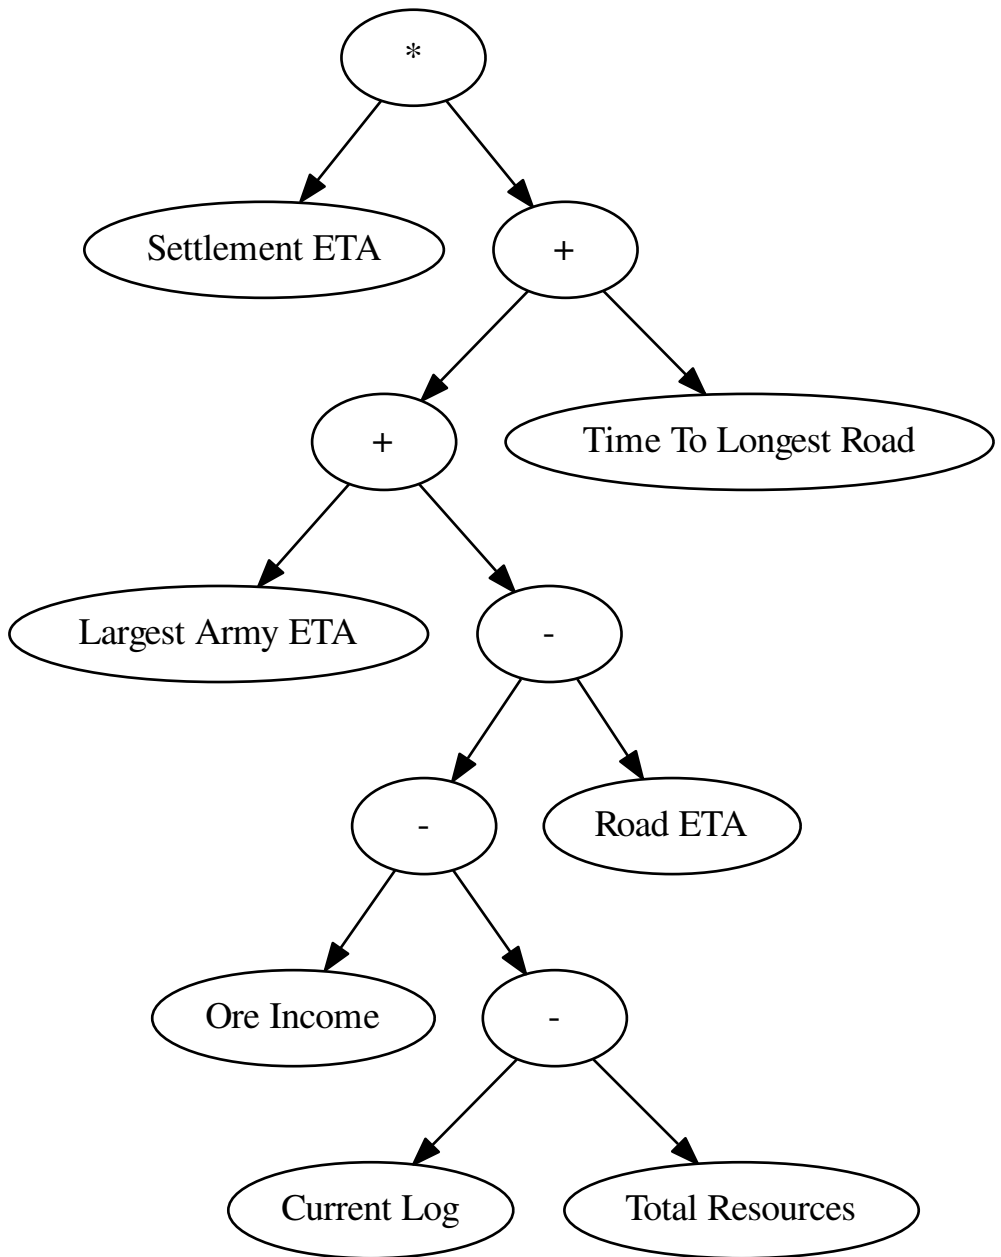 *
Settlement ETA
+
+
Time To Longest Road
Largest Army ETA
-
-
Road ETA
Ore Income
-
Current Log
Total Resources